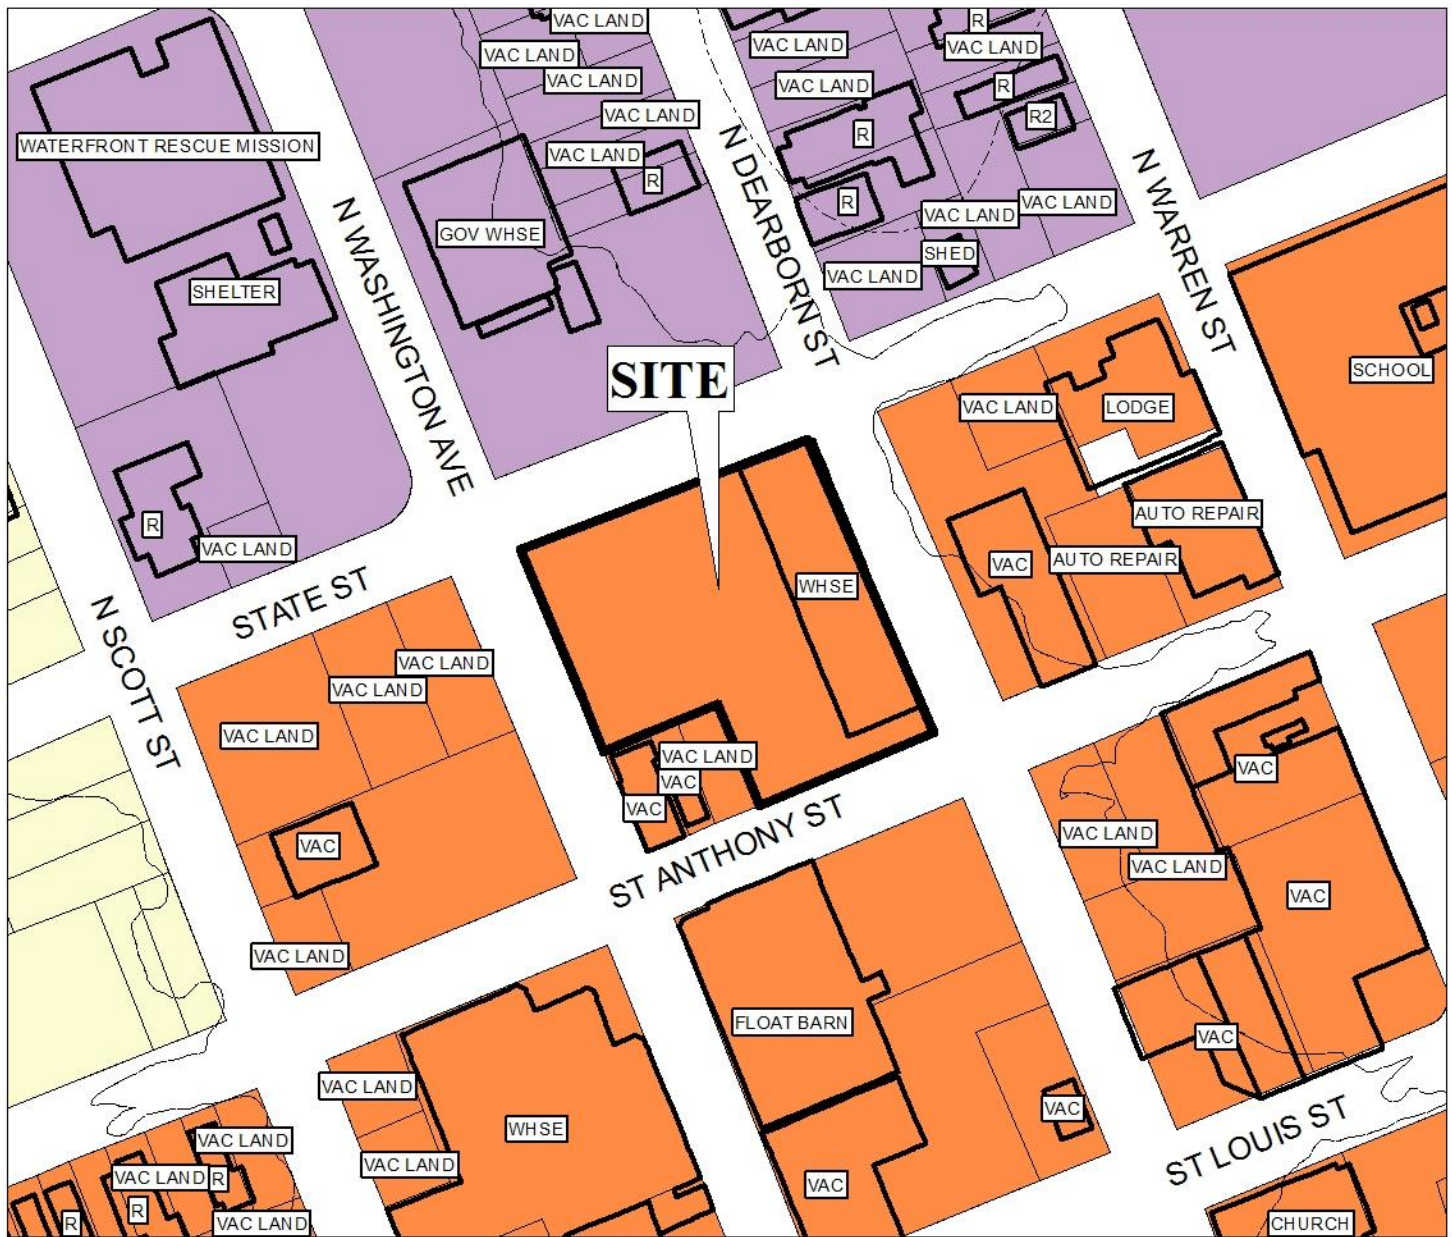 VAC LAND
R
VAC LAND
VAC LAND
VAC LAND
VAC LAND
VAC LAND
R
VAC LAND
R2
R
WATERFRONT RESCUE MISSION
VAC LAND
R
N DEARBORN ST
N WARREN ST
R
VAC LAND
VAC LAND
GOV WHSE
SHED
VAC LAND
SHELTER
N WASHINGTON AVE
SITE
SCHOOL
VAC LAND
LODGE
AUTO REPAIR
R
VAC LAND
AUTO REPAIR
VAC
WHSE
STATE ST
N SCOTT ST
VAC LAND
VAC LAND
VAC LAND
VAC LAND
VAC
VAC
VAC
VAC LAND
VAC
ST ANTHONY ST
VAC LAND
VAC LAND
VAC
VAC LAND
FLOAT BARN
VAC
VAC LAND
VAC
WHSE
ST LOUIS ST
VAC LAND
VAC LAND
VAC LAND
R
VAC
R
R
VAC LAND
CHURCH